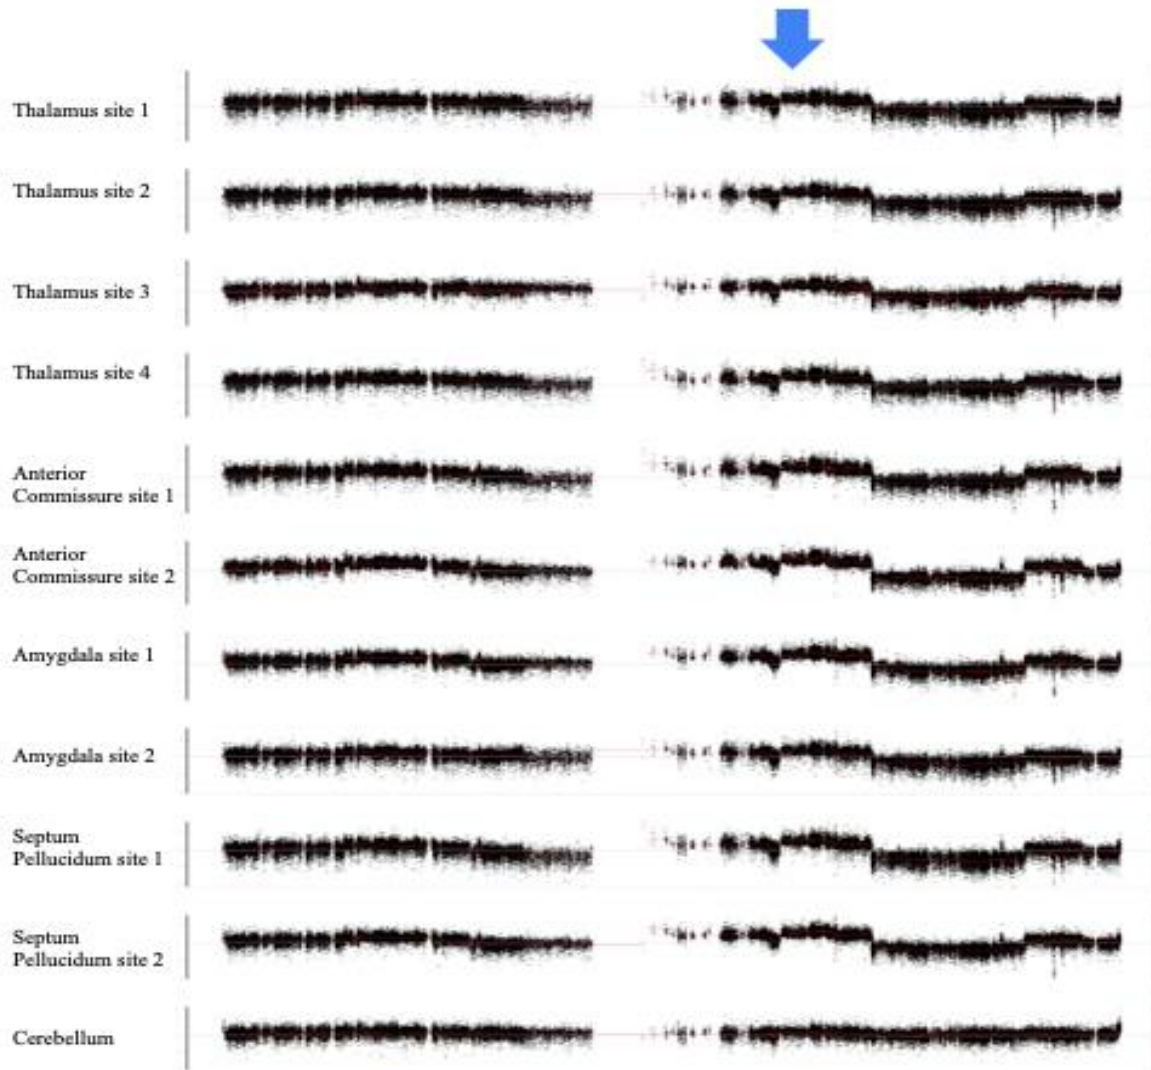 Thalamus site 1
Thalamus site 2
Thalamus site 3
Thalamus site 4
Anterior
Commissure site 1
Anterior
Commissure site 2
Amygdala site 1
Amygdala site 2
Septum
Pellucidum site 1
Septum
Pellucidum site 2
Cerebellum